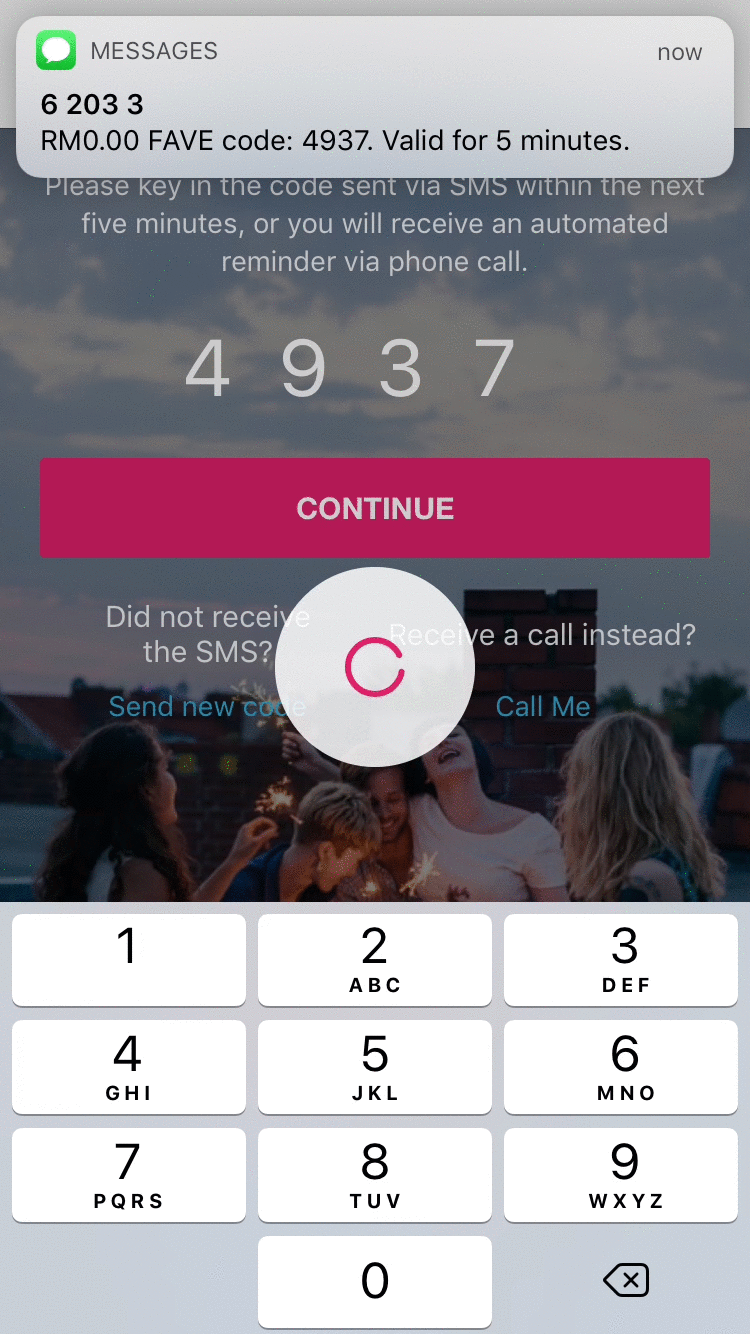 MESSAGES now
6 203 3
RM0.00 FAVE code: 4937. Valid for 5 minutes.
Please key in the code sent via SMS within the next
five minutes, or you will receive an automated
reminder via phone call.
4 9 3 7
CONTINUE
Did not receive
the SMS?
Receive a call instead?
Send new code
Call Me
1 2 3
ABC DEF
4 5 6
GHI JKL MNO
7 8 9
PQRS TUV WXYZ
0